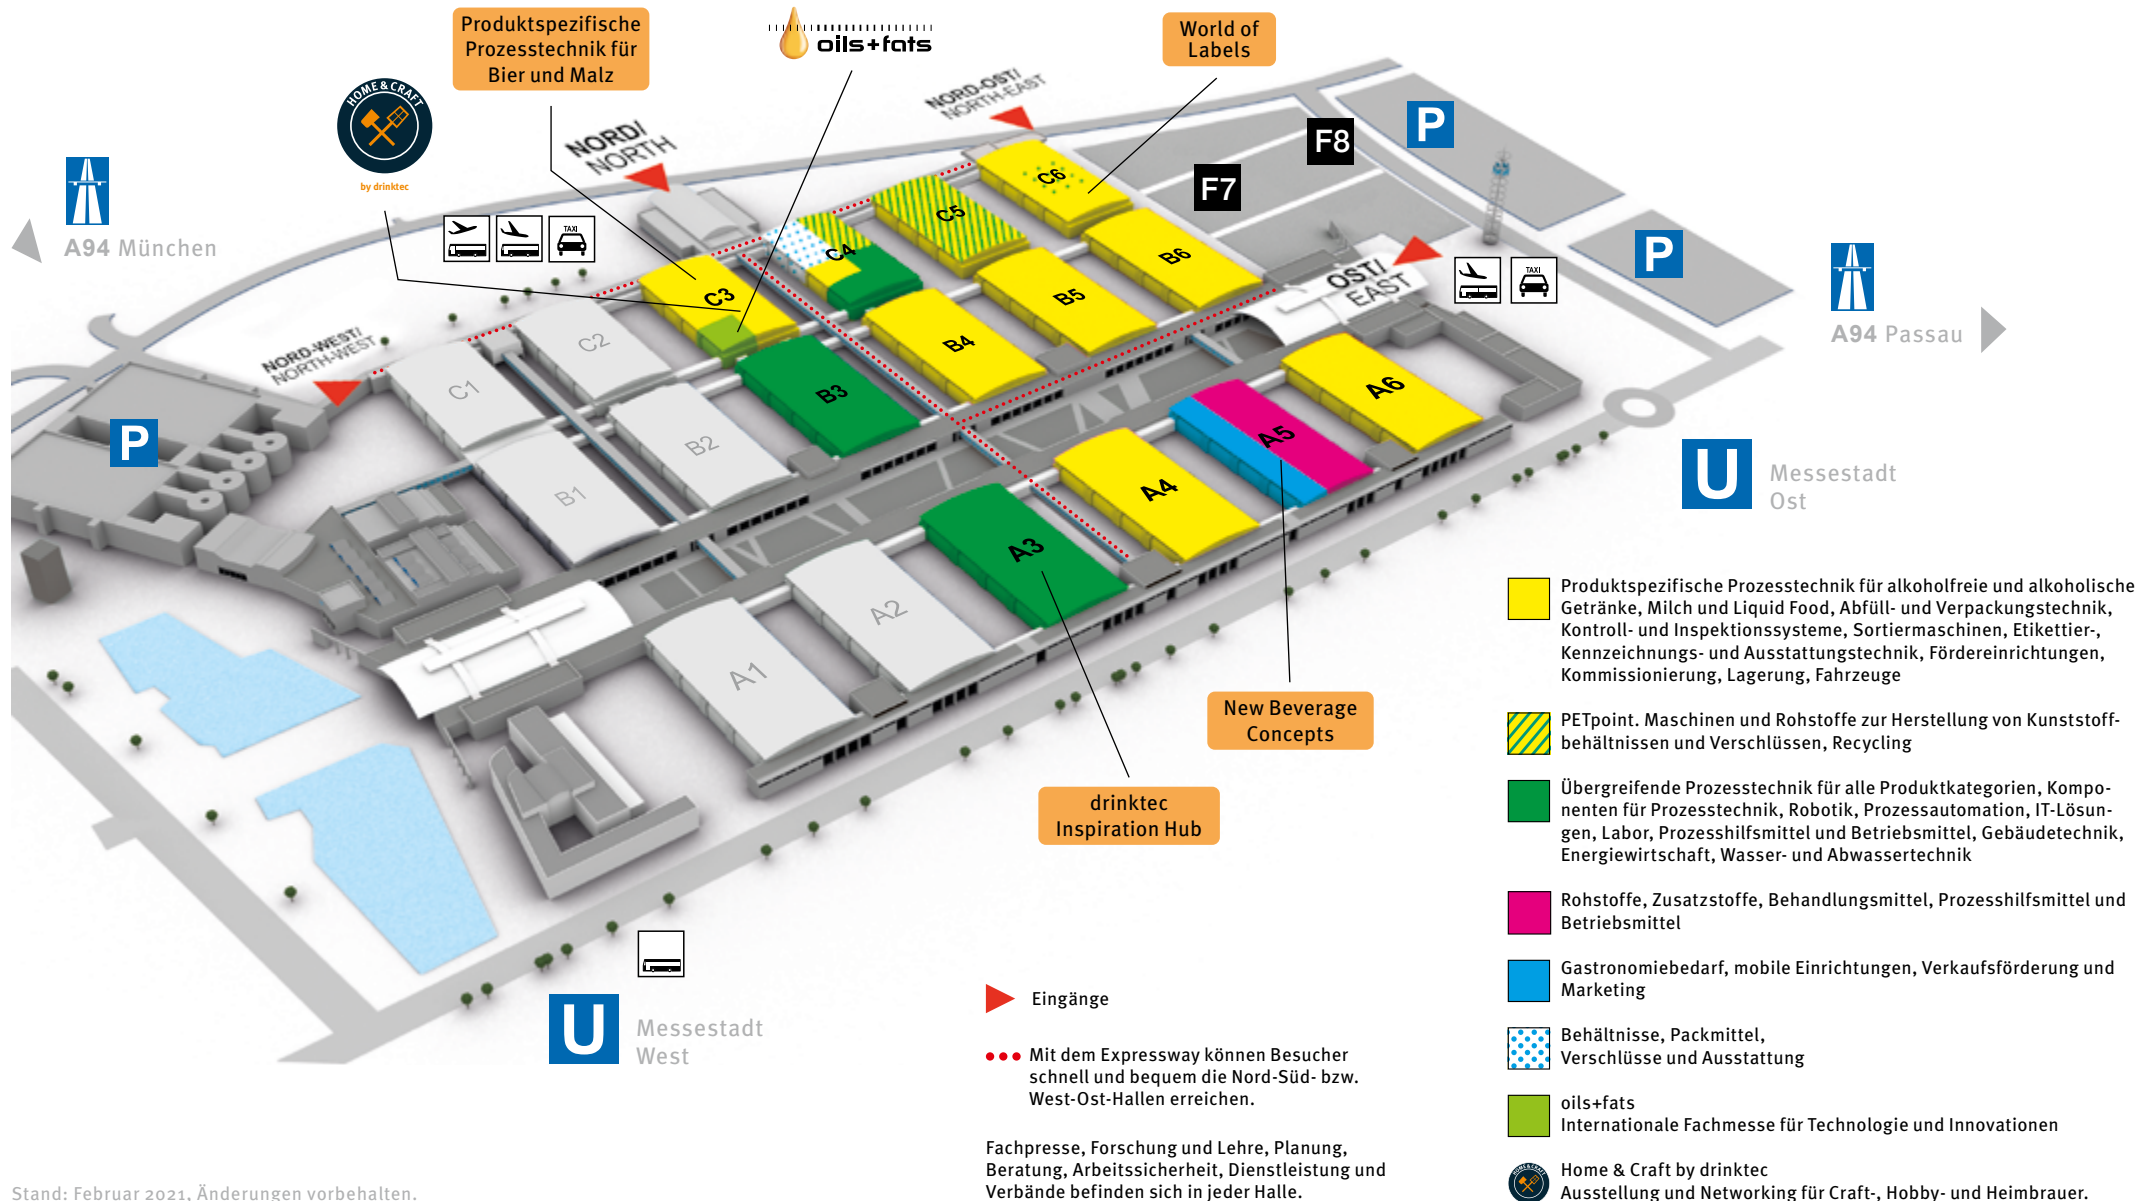 Produktspezifische
Prozesstechnik für
Bier und Malz
oils+fats
World of
Labels
HOME & CRAFT
by drinktec
NORD/
NORTH
NORD-OST/
NORTH-EAST
F8
P
F7
P
A94 München
TAXI
C6
C5
C4
C3
B6
B5
OST/
EAST
TAXI
A94 Passau
NORD-WEST/
NORTH-WEST
C2
C1
B4
B3
A6
A5
P
B2
B1
A4
A3
U
Messestadt
Ost
A2
A1
New Beverage
Concepts
drinktec
Inspiration Hub
U
Messestadt
West
Eingänge
Mit dem Expressway können Besucher
schnell und bequem die Nord-Süd- bzw.
West-Ost-Hallen erreichen.
Fachpresse, Forschung und Lehre, Planung,
Beratung, Arbeitssicherheit, Dienstleistung und
Verbände befinden sich in jeder Halle.
Produktspezifische Prozesstechnik für alkoholfreie und alkoholische
Getränke, Milch und Liquid Food, Abfüll- und Verpackungstechnik,
Kontroll- und Inspektionssysteme, Sortiermaschinen, Etikettier-,
Kennzeichnungs- und Ausstattungstechnik, Fördereinrichtungen,
Kommissionierung, Lagerung, Fahrzeuge
PETpoint. Maschinen und Rohstoffe zur Herstellung von Kunststoff-
behältnissen und Verschlüssen, Recycling
Übergreifende Prozesstechnik für alle Produktkategorien, Kompo-
nenten für Prozesstechnik, Robotik, Prozessautomation, IT-Lösun-
gen, Labor, Prozesshilfsmittel und Betriebsmittel, Gebäudetechnik,
Energiewirtschaft, Wasser- und Abwassertechnik
Rohstoffe, Zusatzstoffe, Behandlungsmittel, Prozesshilfsmittel und
Betriebsmittel
Gastronomiebedarf, mobile Einrichtungen, Verkaufsförderung und
Marketing
Behältnisse, Packmittel,
Verschlüsse und Ausstattung
oils+fats
Internationale Fachmesse für Technologie und Innovationen
HOME & CRAFT
Home & Craft by drinktec
Ausstellung und Networking für Craft-, Hobby- und Heimbrauer.
Stand: Februar 2021, Änderungen vorbehalten.